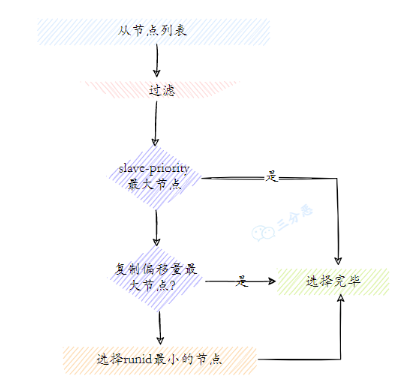 从节点列表
过滤
slave-priority
最大节点
是
三分恶
复制偏移量最
大节点?
是
选择完毕
选择runid最小的节点